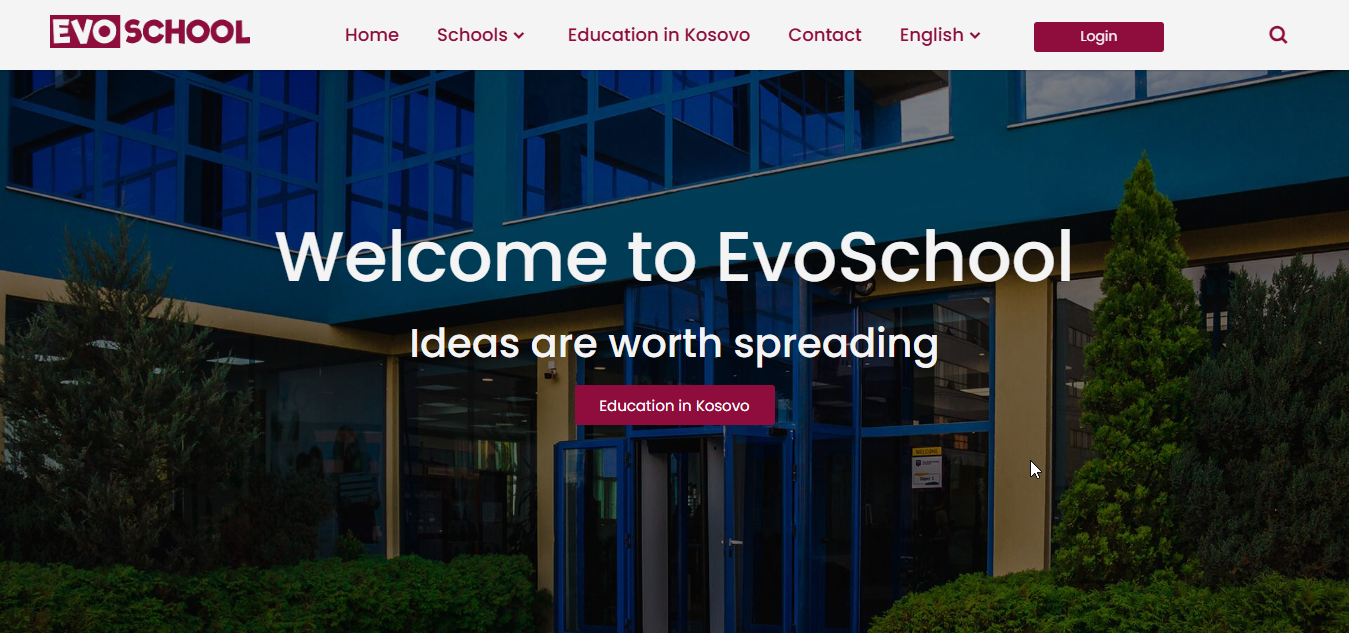 EVOSCHOOL
Home
Schools
Education in Kosovo
Contact
English
Login
Welcome to EvoSchool
Ideas are worth spreading
Education in Kosovo
WELCOME